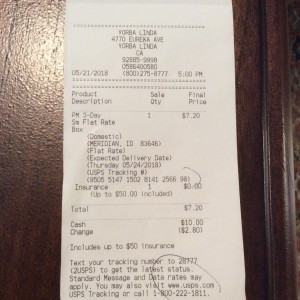 YORBA LINDA
4770 EUREKA AVE
YORBA LINDA
CA
92885-9998
0586400580
05/21/2018 (800)275-8777 5:00 PM
Product Sale Final
Description Qty Price
PM 3-Day 1 $7.20
Sm Flat Rate
Box
(Domestic)
(MERIDIAN, ID 83646)
(Flat Rate)
(Expected Delivery Date)
(Thursday 05/24/2018)
(USPS Tracking #)
(9505 5147 1502 8141 2566 98)
Insurance 1 $0.00
(Up to $50.00 included)
Total $7.20
Cash $10.00
Change ($2.80)
Includes up to $50 insurance
Text your tracking number to 28777
(2USPS) to get the latest status.
Standard Message and Data rates may
apply. You may also visit www.usps.com
USPS Tracking or call 1-800-222-1811.